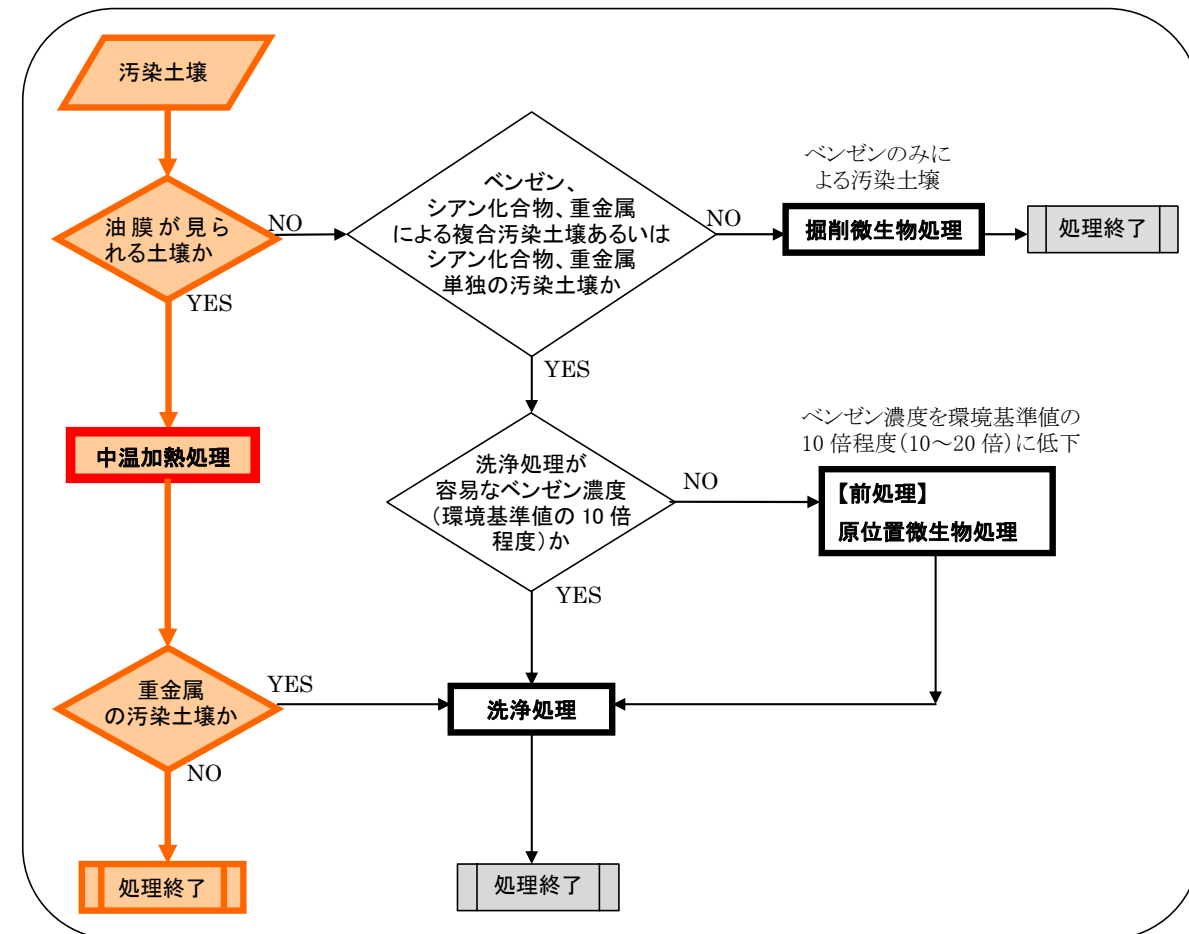 汚染土壌
油膜が見ら
れる土壌か
NO
YES
ベンゼン、
シアン化合物、重金属
による複合汚染土壌あるいは
シアン化合物、重金属
単独の汚染土壌か
NO
YES
ベンゼンのみに
よる汚染土壌
掘削微生物処理
処理終了
中温加熱処理
洗浄処理が
容易なベンゼン濃度
（環境基準値の 10 倍
程度）か
NO
YES
ベンゼン濃度を環境基準値の
10 倍程度（10～20 倍）に低下
【前処理】
原位置微生物処理
重金属
の汚染土壌か
YES
NO
洗浄処理
処理終了
処理終了